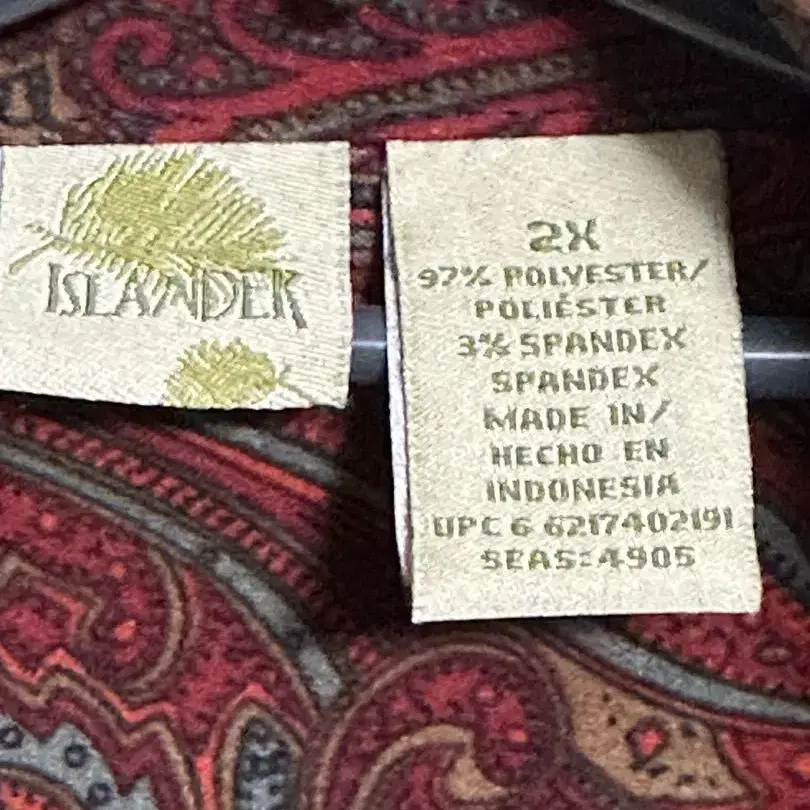 ISLANDER
2X
97% POLYESTER/
POLIÉSTER
3% SPANDEX
SPANDEX
MADE IN/
HECHO EN
INDONESIA
UPC 6 6217402191
SEAS:4905